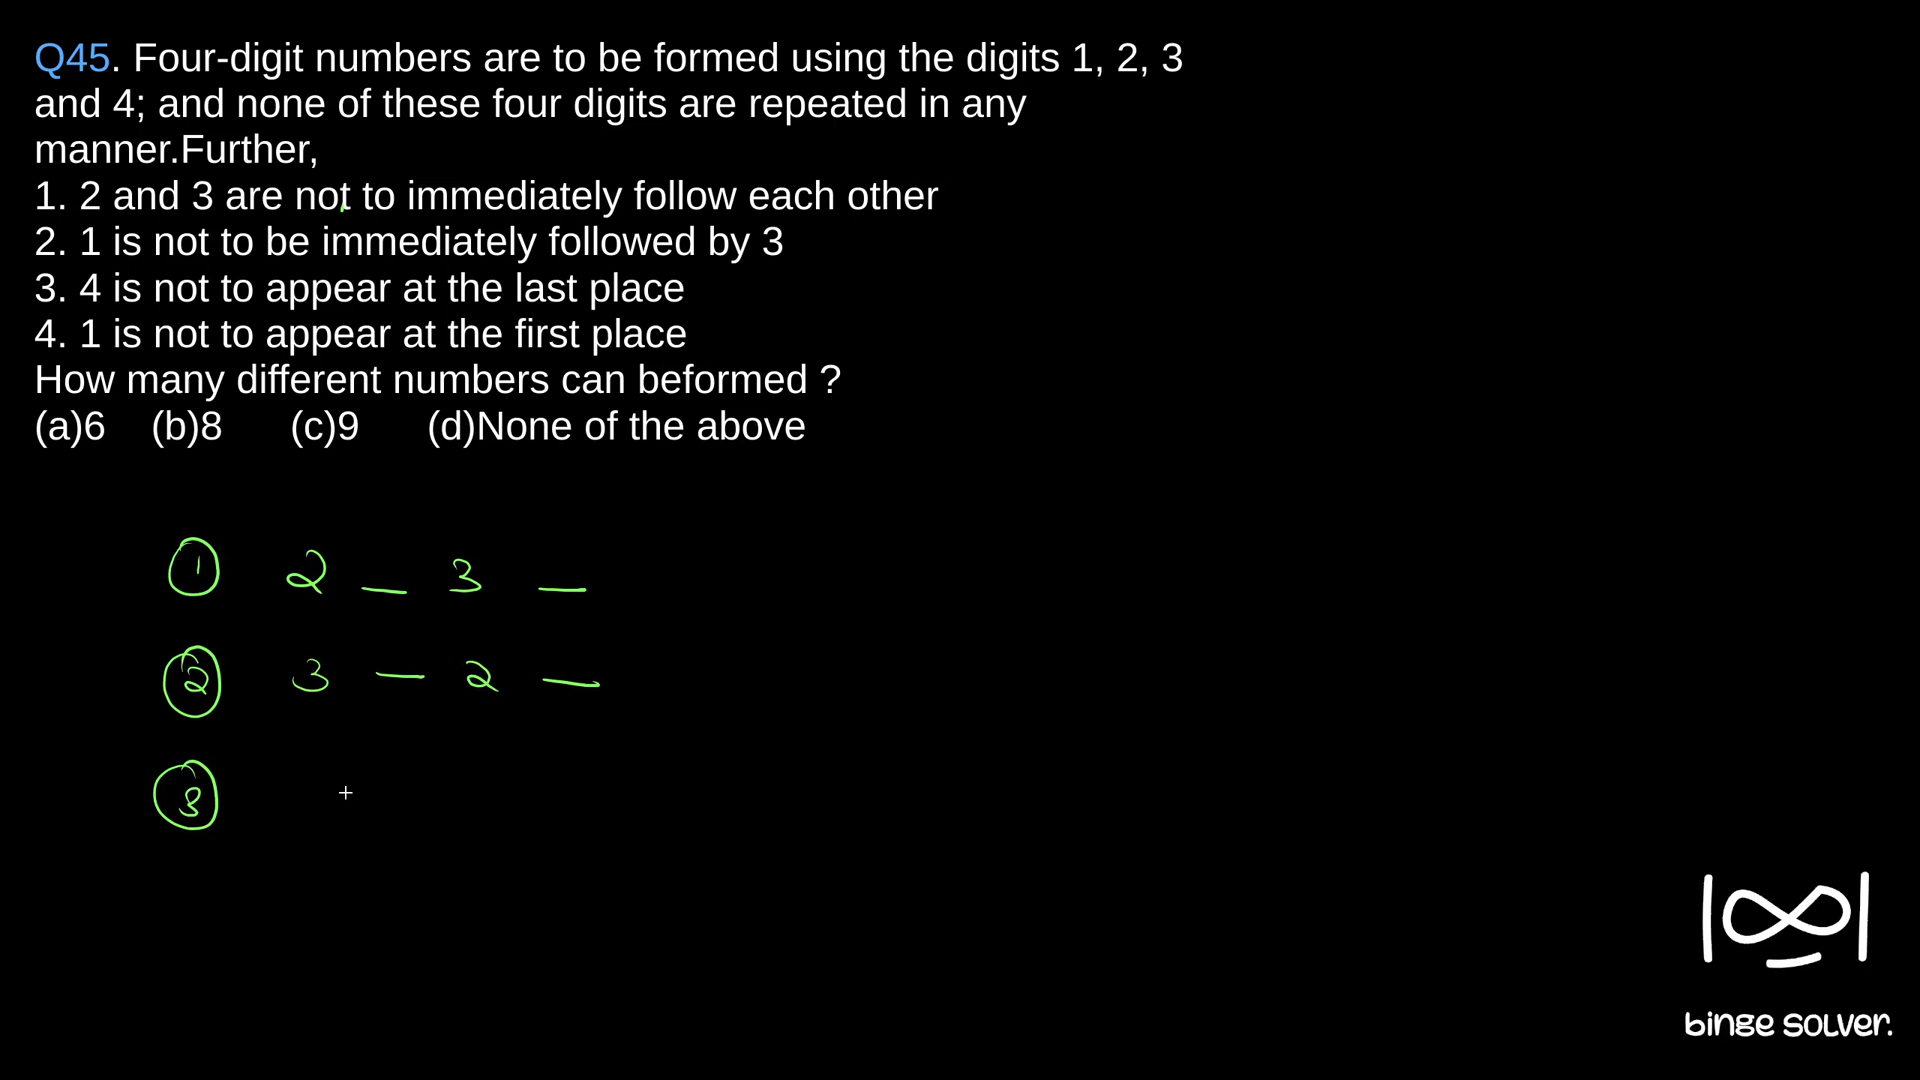 Q45. Four-digit numbers are to be formed using the digits 1, 2, 3
and 4; and none of these four digits are repeated in any
manner.Further,
1. 2 and 3 are not to immediately follow each other
2. 1 is not to be immediately followed by 3
3. 4 is not to appear at the last place
4. 1 is not to appear at the first place
How many different numbers can beformed ?
(a)6 (b)8 (c)9 (d)None of the above
1 2 _ 3 _
2 3 _ 2 _
3
binge solver.